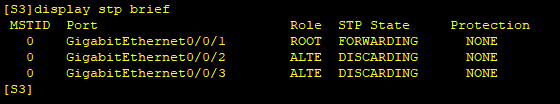 [S3]display stp brief
MSTID Port Role STP State Protection
0 GigabitEthernet0/0/1 ROOT FORWARDING NONE
0 GigabitEthernet0/0/2 ALTE DISCARDING NONE
0 GigabitEthernet0/0/3 ALTE DISCARDING NONE
[S3]